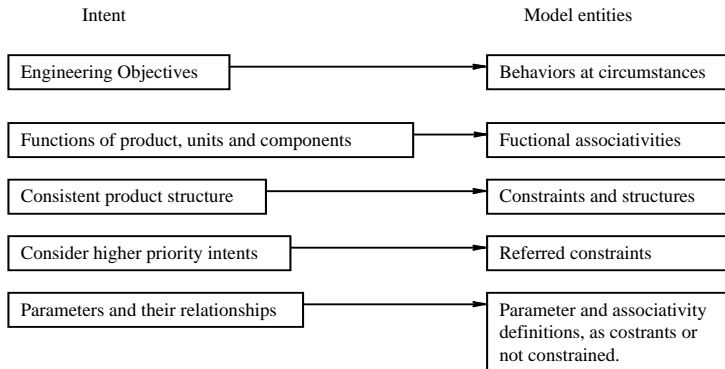 Intent
Model entities
Engineering Objectives
Behaviors at circumstances
Functions of product, units and components
Fuctional associativities
Consistent product structure
Constraints and structures
Consider higher priority intents
Referred constraints
Parameters and their relationships
Parameter and associativity
definitions, as costrants or
not constrained.